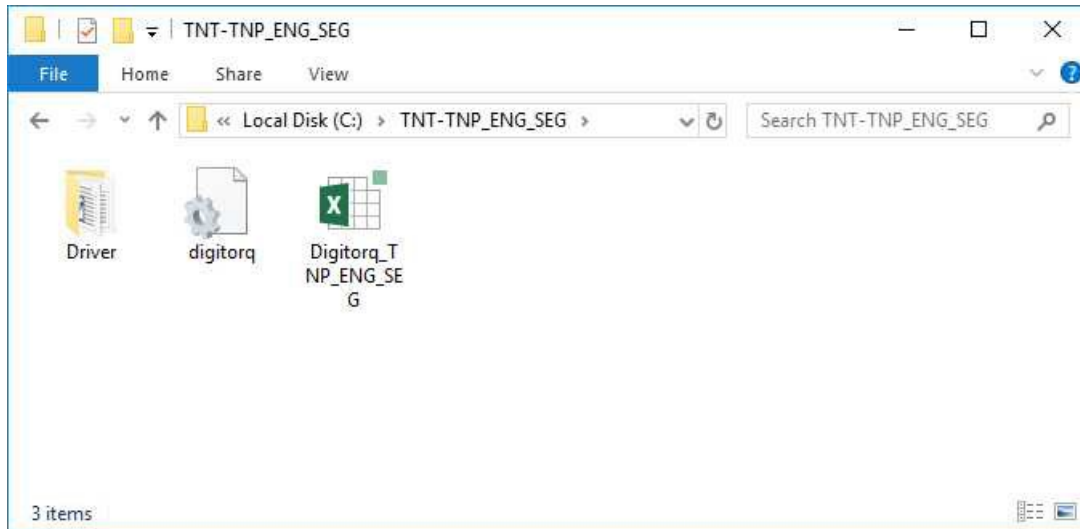 TNT-TNP_ENG_SEG
File Home Share View
« Local Disk (C:) › TNT-TNP_ENG_SEG ›
Search TNT-TNP_ENG_SEG
Driver
digitorq
Digitorq_T
NP_ENG_SE
G
3 items